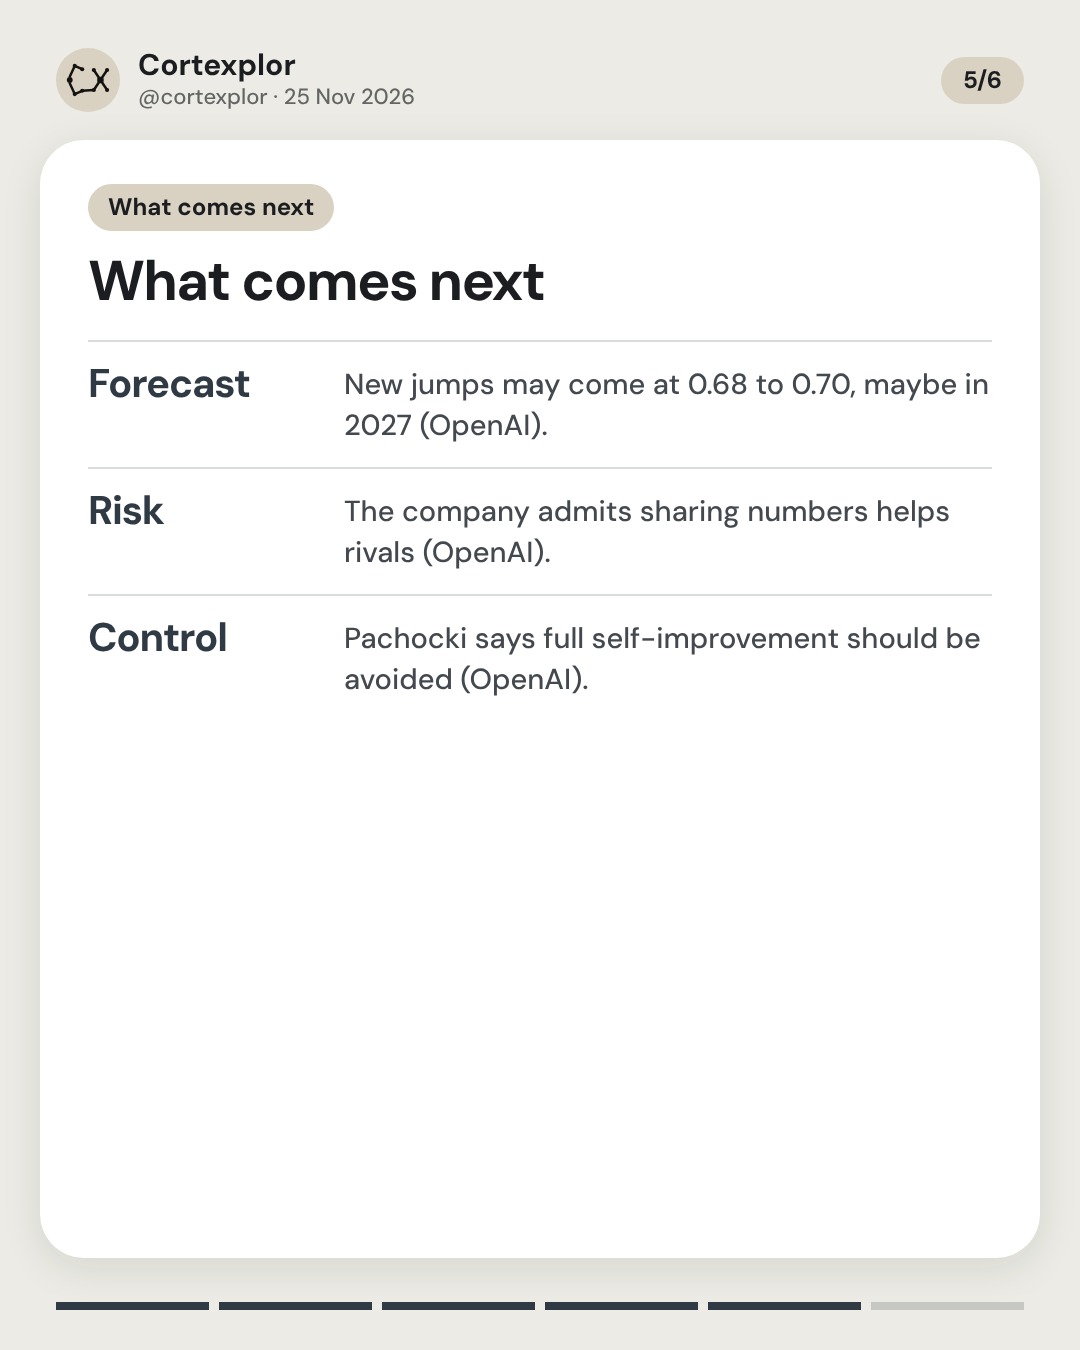 Cortexplor
@cortexplor · 25 Nov 2026
5/6
What comes next
What comes next
Forecast
New jumps may come at 0.68 to 0.70, maybe in
2027 (OpenAI).
Risk
The company admits sharing numbers helps
rivals (OpenAI).
Control
Pachocki says full self-improvement should be
avoided (OpenAI).